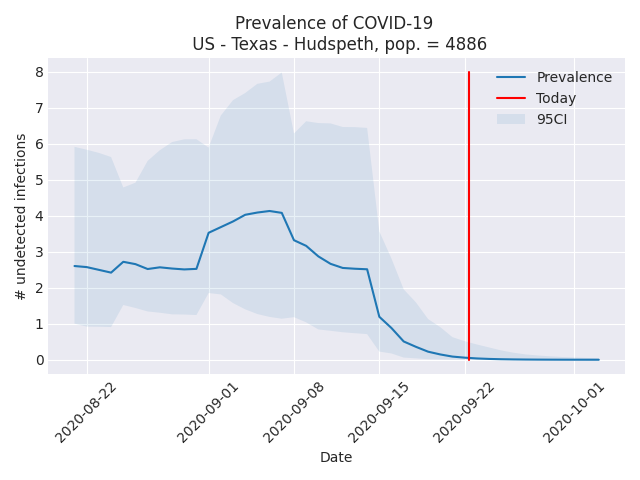 Prevalence of COVID-19
US - Texas - Hudspeth, pop. = 4886
8
7
6
5
4
3
2
1
0
# undetected infections
Prevalence
Today
95CI
2020-08-22
2020-09-01
2020-09-08
2020-09-15
2020-09-22
2020-10-01
Date